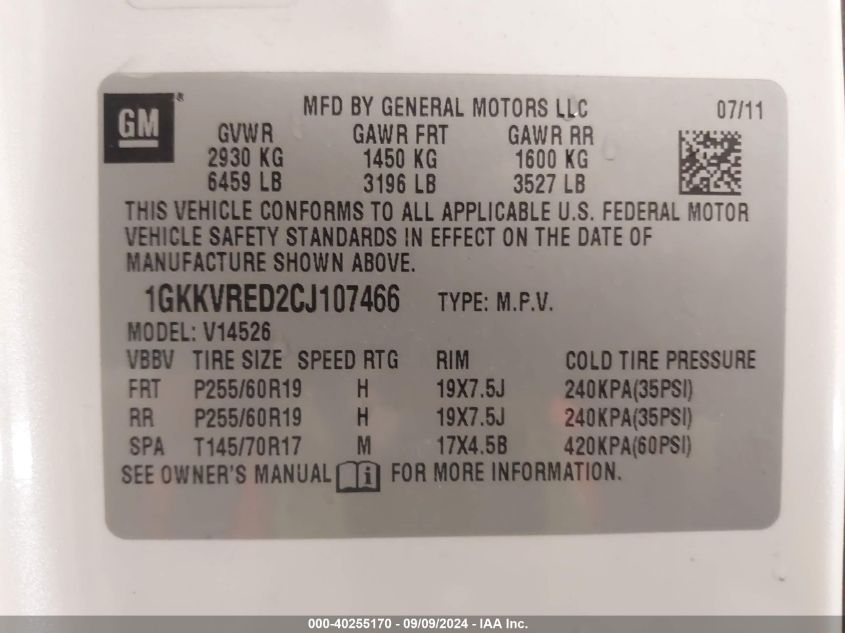 GM ®
MFD BY GENERAL MOTORS LLC 07/11
GVWR GAWR FRT GAWR RR
2930 KG 1450 KG 1600 KG
6459 LB 3196 LB 3527 LB
THIS VEHICLE CONFORMS TO ALL APPLICABLE U.S. FEDERAL MOTOR
VEHICLE SAFETY STANDARDS IN EFFECT ON THE DATE OF
MANUFACTURE SHOWN ABOVE.
1GKKVRED2CJ107466 TYPE: M.P.V.
MODEL: V14526
VBBV TIRE SIZE SPEED RTG RIM COLD TIRE PRESSURE
FRT P255/60R19 H 19X7.5J 240KPA(35PSI)
RR P255/60R19 H 19X7.5J 240KPA(35PSI)
SPA T145/70R17 M 17X4.5B 420KPA(60PSI)
SEE OWNER'S MANUAL i FOR MORE INFORMATION.
000-40255170 - 09/09/2024 - IAA Inc.